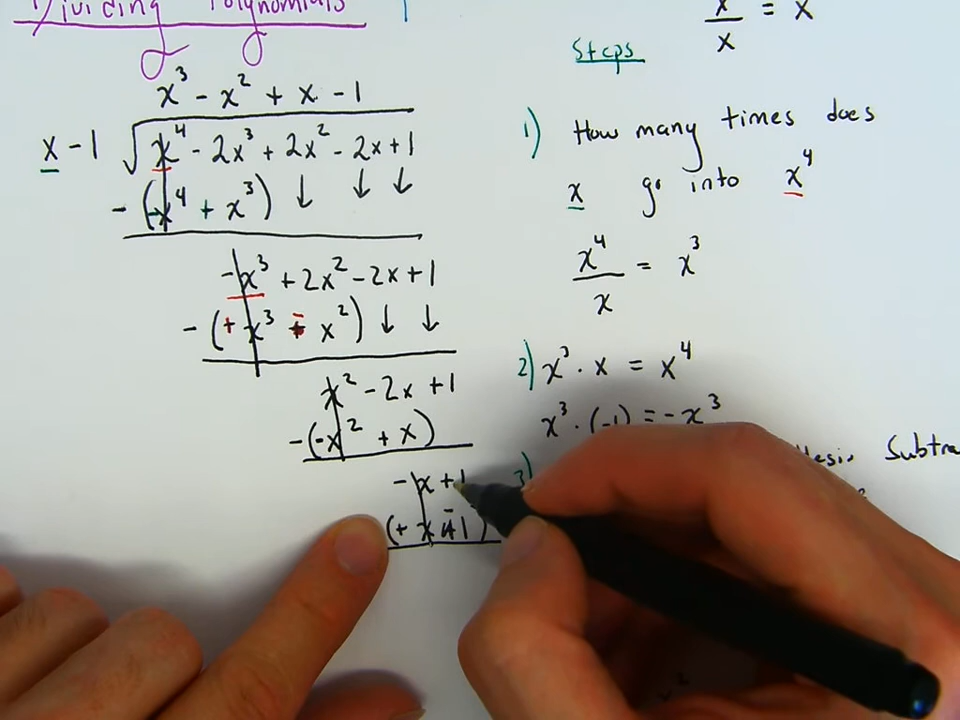 Dividing Polynomials
x³ - x² + x - 1
x - 1 √ x⁴ - 2x³ + 2x² - 2x + 1
- (-x⁴ + x³) ↓ ↓ ↓
-x³ + 2x² - 2x + 1
- (+ x³ - x²) ↓ ↓
x² - 2x + 1
- (-x² + x)
- x + 1
(+ x - 1)
x/x = x
Steps
1) How many times does
x go into x⁴
x⁴/x = x³
2) x³ · x = x⁴
x³ · (-1) = -x³
3)